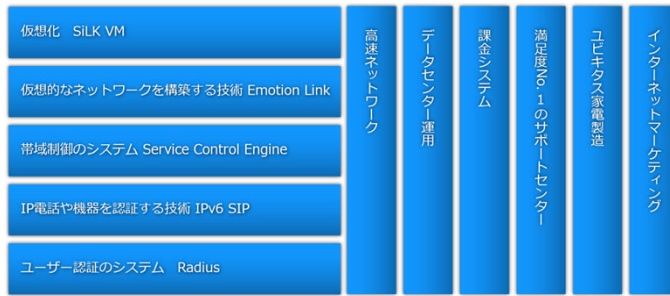 仮想化　SiLK VM
仮想的なネットワークを構築する技術 Emotion Link
帯域制御のシステム Service Control Engine
IP電話や機器を認証する技術 IPv6 SIP
ユーザー認証のシステム　Radius
高速ネットワーク
データセンター運用
課金システム
満足度No.1のサポートセンター
ユビキタス家電製造
インターネットマーケティング